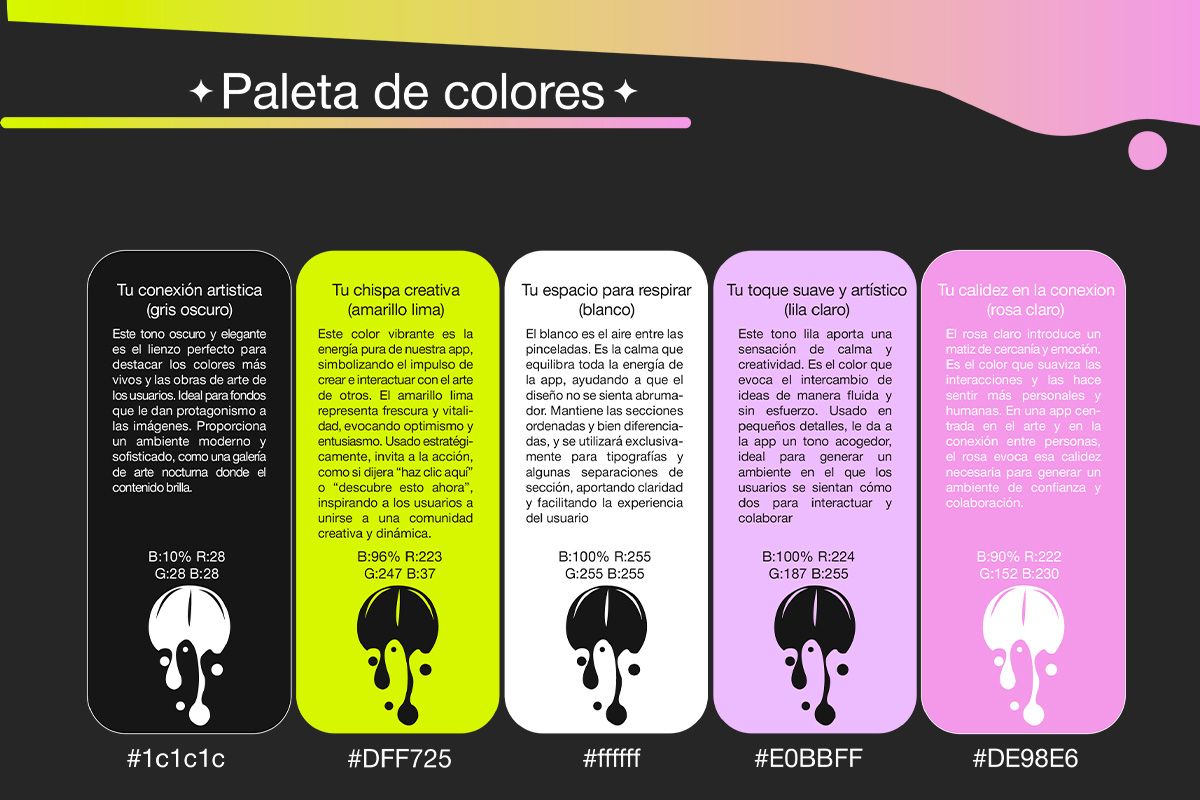 Paleta de colores
Tu conexión artistica
(gris oscuro)
Este tono oscuro y elegante
es el lienzo perfecto para
destacar los colores más
vivos y las obras de arte de
los usuarios. Ideal para fondos
que le dan protagonismo a
las imágenes. Proporciona
un ambiente moderno y
sofisticado, como una galería
de arte nocturna donde el
contenido brilla.
B:10% R:28
G:28 B:28
#1c1c1c
Tu chispa creativa
(amarillo lima)
Este color vibrante es la
energía pura de nuestra app,
simbolizando el impulso de
crear e interactuar con el arte
de otros. El amarillo lima
representa frescura y vitali-
dad, evocando optimismo y
entusiasmo. Usado estratégi-
camente, invita a la acción,
como si dijera “haz clic aquí”
o “descubre esto ahora”,
inspirando a los usuarios a
unirse a una comunidad
creativa y dinámica.
B:96% R:223
G:247 B:37
#DFF725
Tu espacio para respirar
(blanco)
El blanco es el aire entre las
pinceladas. Es la calma que
equilibra toda la energía de
la app, ayudando a que el
diseño no se sienta abruma-
dor. Mantiene las secciones
ordenadas y bien diferencia-
das, y se utilizará exclusiva-
mente para tipografías y
algunas separaciones de
sección, aportando claridad
y facilitando la experiencia
del usuario
B:100% R:255
G:255 B:255
#ffffff
Tu toque suave y artístico
(lila claro)
Este tono lila aporta una
sensación de calma y
creatividad. Es el color que
evoca el intercambio de
ideas de manera fluida y
sin esfuerzo. Usado en
pequeños detalles, le da a
la app un tono acogedor,
ideal para generar un
ambiente en el que los
usuarios se sientan cómo
dos para interactuar y
colaborar
B:100% R:224
G:187 B:255
#E0BBFF
Tu calidez en la conexion
(rosa claro)
El rosa claro introduce un
matiz de cercanía y emoción.
Es el color que suaviza las
interacciones y las hace
sentir más personales y
humanas. En una app cen-
trada en el arte y en la
conexión entre personas,
el rosa evoca esa calidez
necesaria para generar un
ambiente de confianza y
colaboración.
B:90% R:222
G:152 B:230
#DE98E6